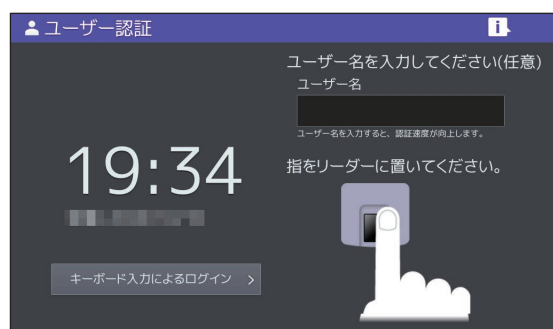 ユーザー認証
ユーザー名を入力してください(任意)
ユーザー名
ユーザー名を入力すると、認証速度が向上します。
19:34
指をリーダーに置いてください。
キーボード入力によるログイン